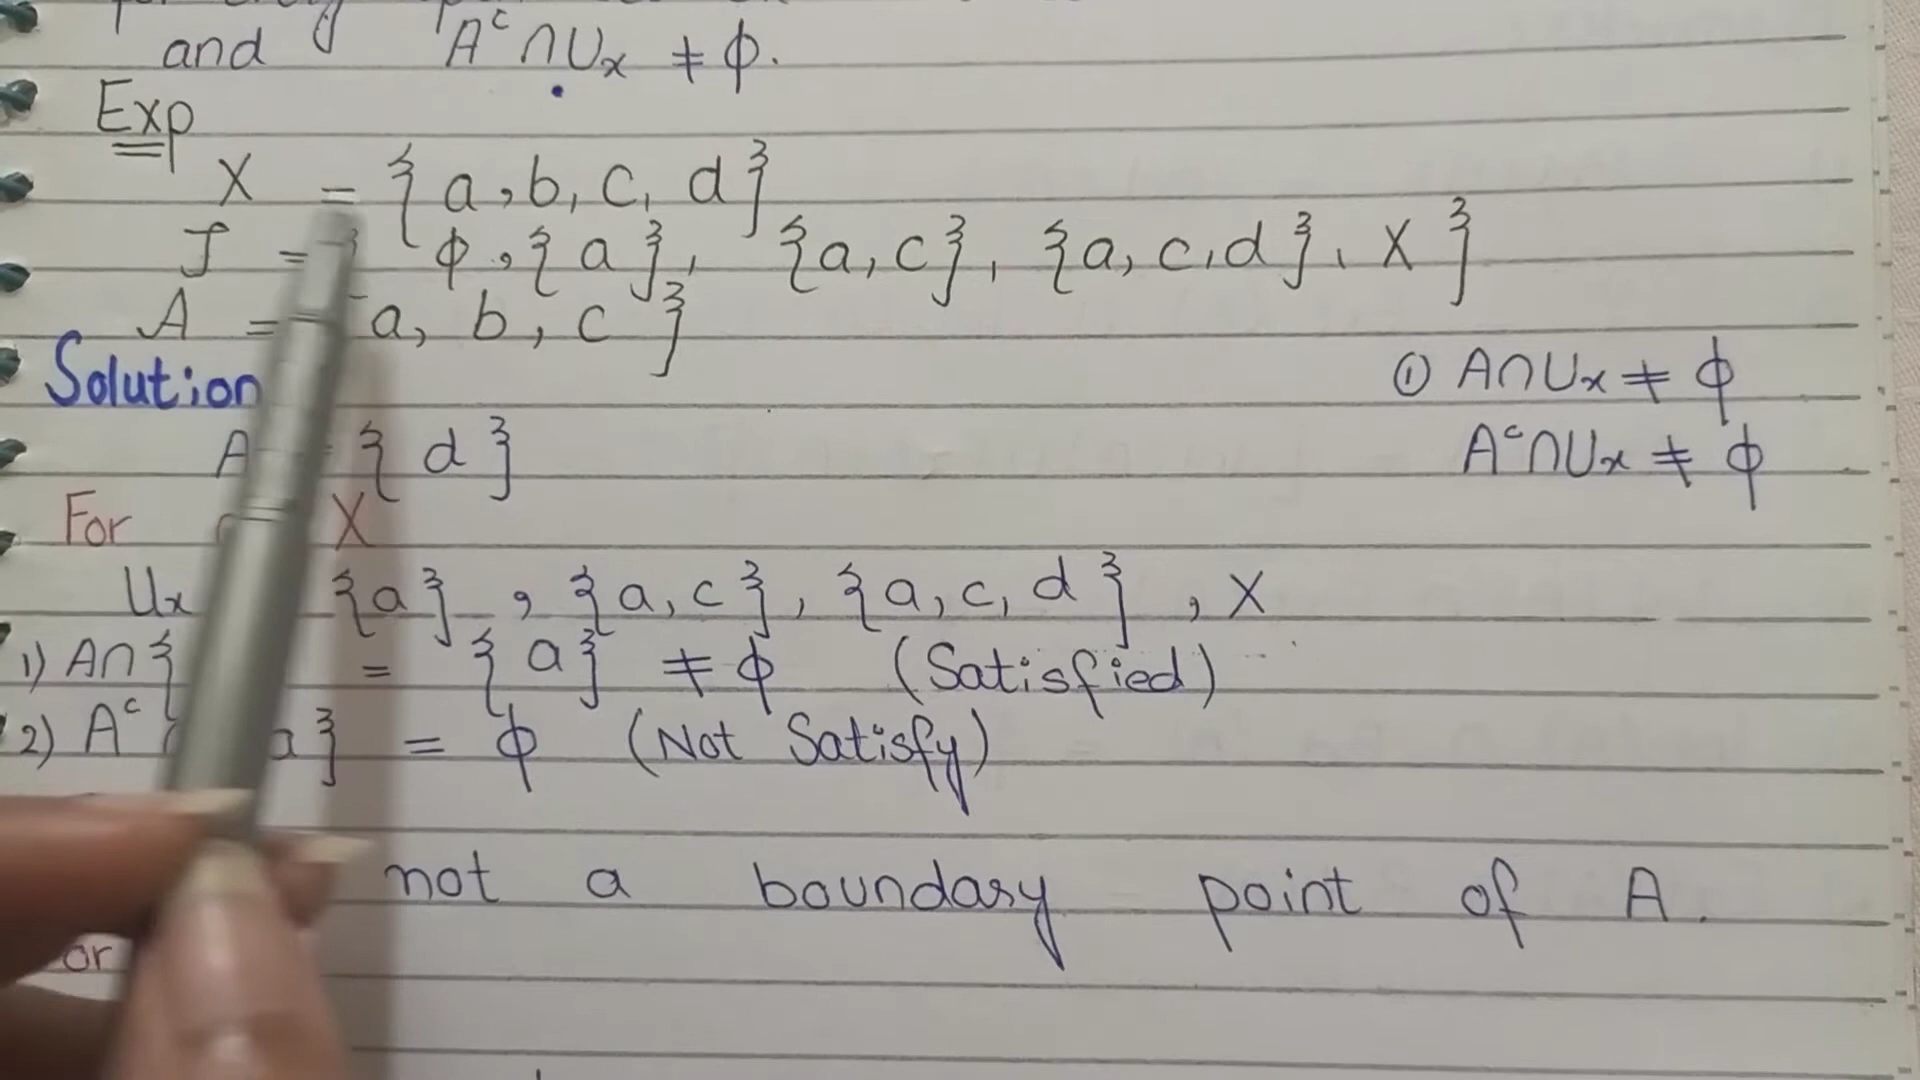 and Aᶜ∩Uₓ ≠ ϕ.
Exp
X = {a, b, c, d}
J = { ϕ, {a}, {a, c}, {a, c, d}, X }
A = a, b, c }
Solution
① A∩Uₓ ≠ ϕ
A {d}
Aᶜ∩Uₓ ≠ ϕ
For X
Uₓ {a}, {a, c}, {a, c, d}, X
1) A∩{ = {a} ≠ ϕ (Satisfied)
2) Aᶜ a} = ϕ (Not Satisfy)
not a boundary point of A.
or